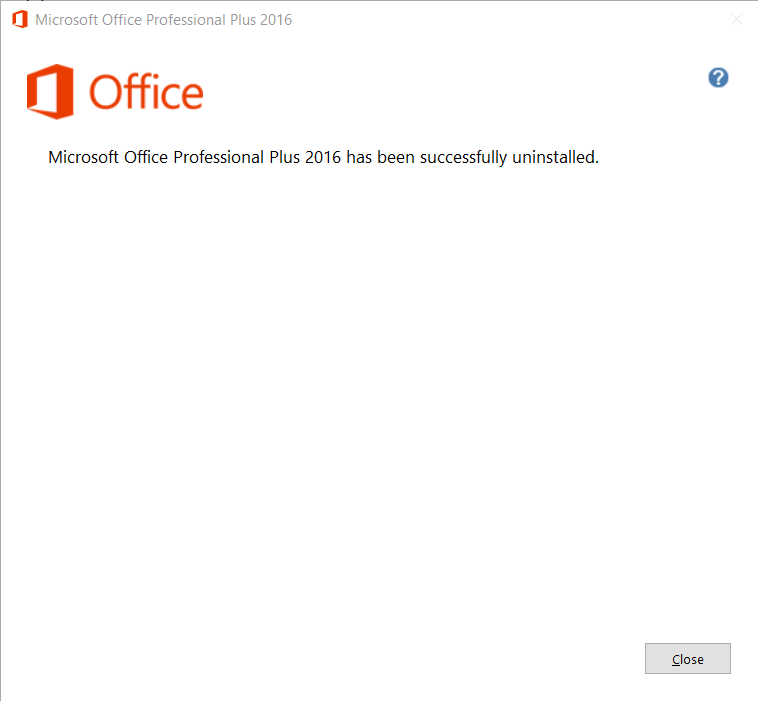 Microsoft Office Professional Plus 2016
Office
?
Microsoft Office Professional Plus 2016 has been successfully uninstalled.
Close